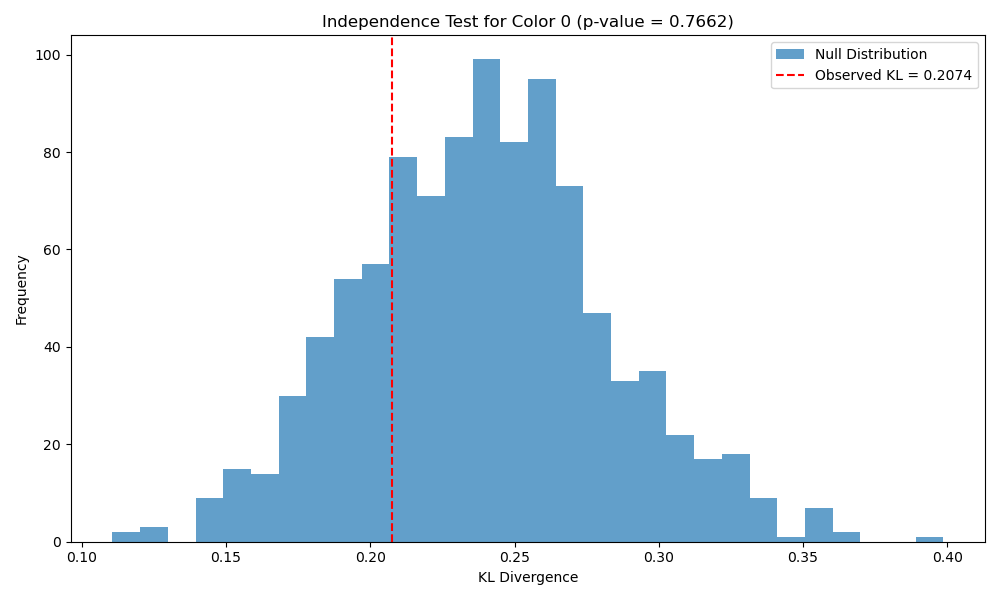 Independence Test for Color 0 (p-value = 0.7662)
Null Distribution
Observed KL = 0.2074
100
80
60
40
20
0
Frequency
0.10 0.15 0.20 0.25 0.30 0.35 0.40
KL Divergence